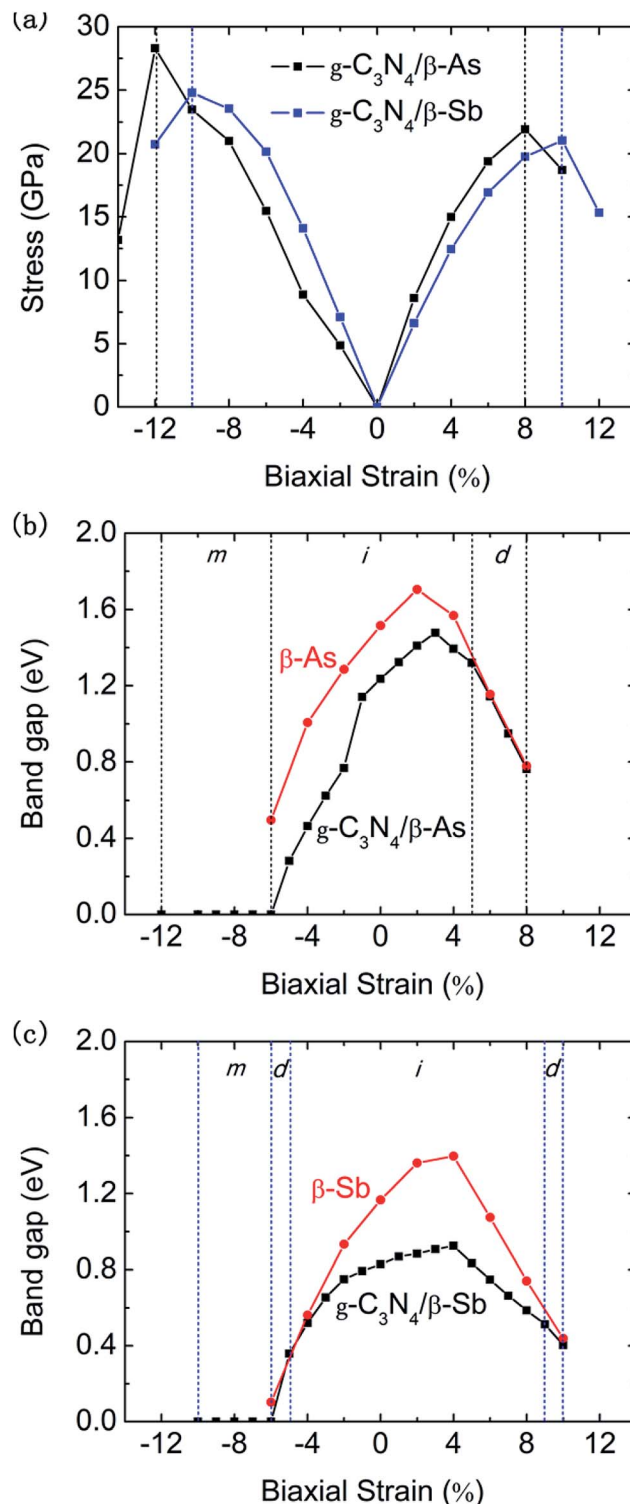 (a)
30
25
20
15
10
5
0
Stress (GPa)
g-C₃N₄/β-As
g-C₃N₄/β-Sb
-12 -8 -4 0 4 8 12
Biaxial Strain (%)
(b)
2.0
1.6
1.2
0.8
0.4
0.0
Band gap (eV)
m i d
β-As
g-C₃N₄/β-As
-12 -8 -4 0 4 8 12
Biaxial Strain (%)
(c)
2.0
1.6
1.2
0.8
0.4
0.0
Band gap (eV)
m d i d
β-Sb
g-C₃N₄/β-Sb
-12 -8 -4 0 4 8 12
Biaxial Strain (%)